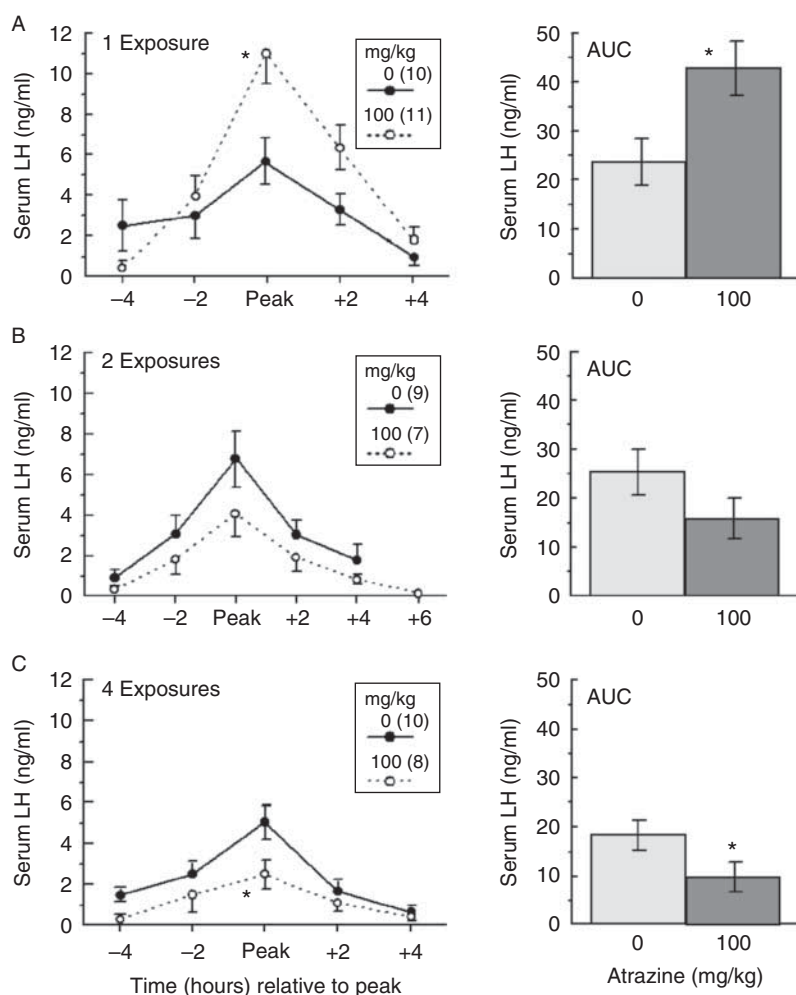 A
1 Exposure
Serum LH (ng/ml)
12
10
8
6
4
2
0
*
mg/kg
0 (10)
100 (11)
–4 –2 Peak +2 +4
AUC
Serum LH (ng/ml)
50
40
30
20
10
0
*
0 100
B
2 Exposures
Serum LH (ng/ml)
12
10
8
6
4
2
0
mg/kg
0 (9)
100 (7)
–4 –2 Peak +2 +4 +6
AUC
Serum LH (ng/ml)
50
40
30
20
10
0
0 100
C
4 Exposures
Serum LH (ng/ml)
12
10
8
6
4
2
0
*
mg/kg
0 (10)
100 (8)
–4 –2 Peak +2 +4
Time (hours) relative to peak
AUC
Serum LH (ng/ml)
50
40
30
20
10
0
*
0 100
Atrazine (mg/kg)